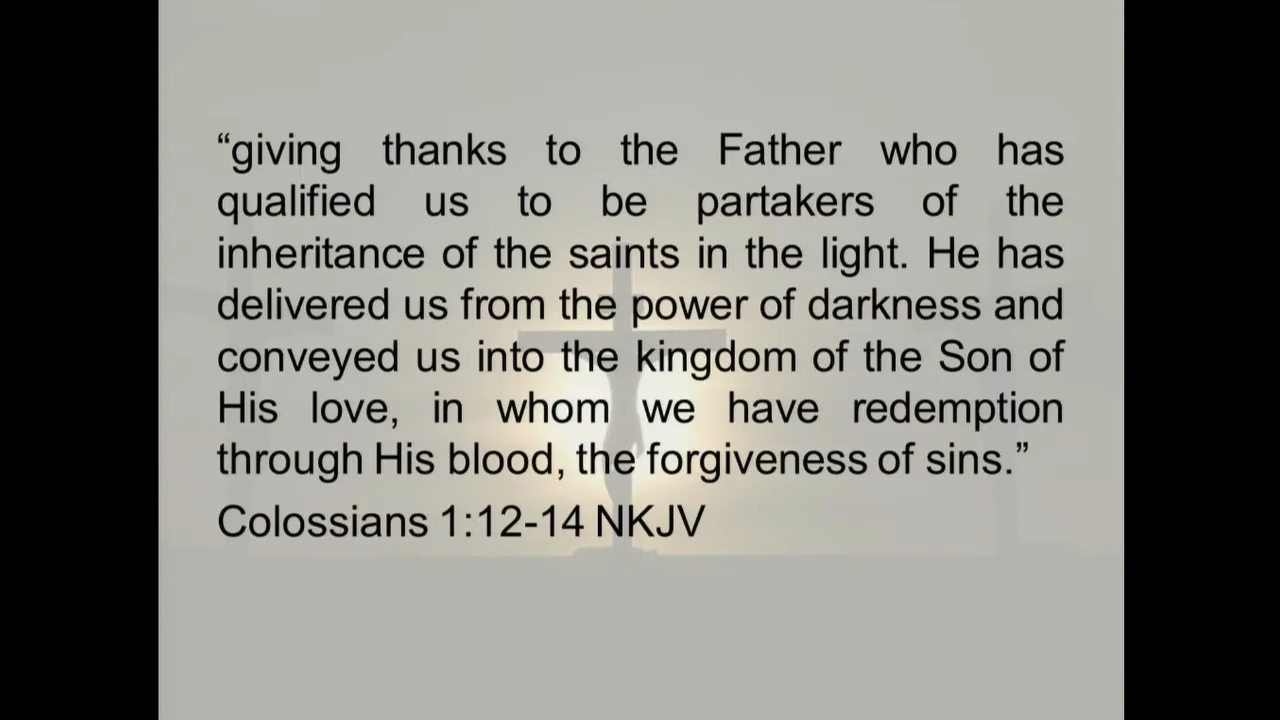 “giving thanks to the Father who has
qualified us to be partakers of the
inheritance of the saints in the light. He has
delivered us from the power of darkness and
conveyed us into the kingdom of the Son of
His love, in whom we have redemption
through His blood, the forgiveness of sins.”
Colossians 1:12-14 NKJV